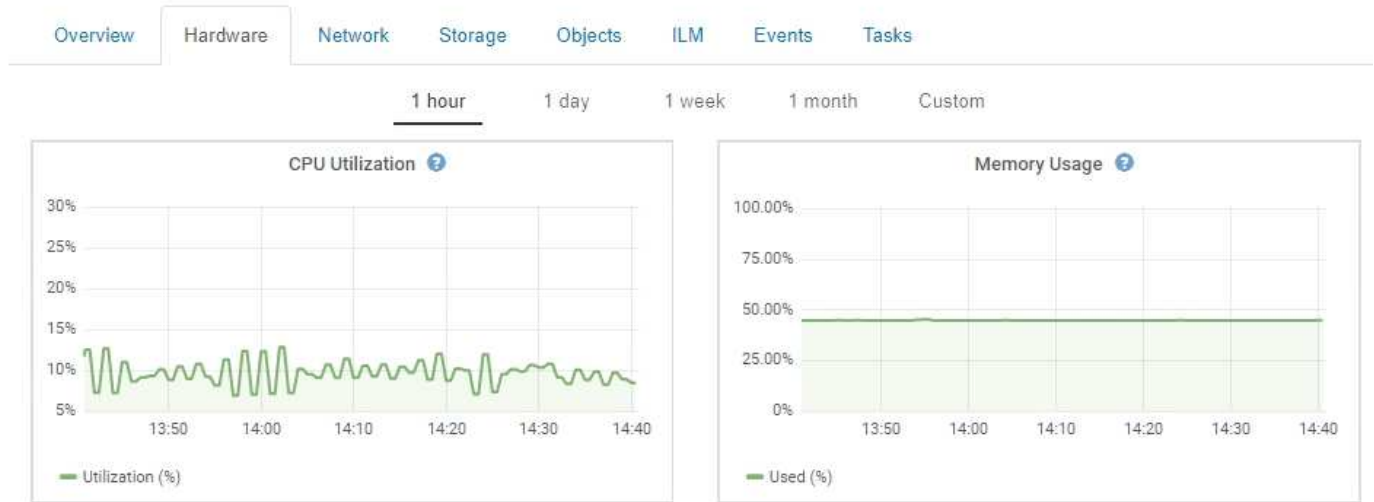 Overview Hardware Network Storage Objects ILM Events Tasks
1 hour 1 day 1 week 1 month Custom
CPU Utilization ?
30%
25%
20%
15%
10%
5%
13:50 14:00 14:10 14:20 14:30 14:40
Utilization (%)
Memory Usage ?
100.00%
75.00%
50.00%
25.00%
0%
13:50 14:00 14:10 14:20 14:30 14:40
Used (%)